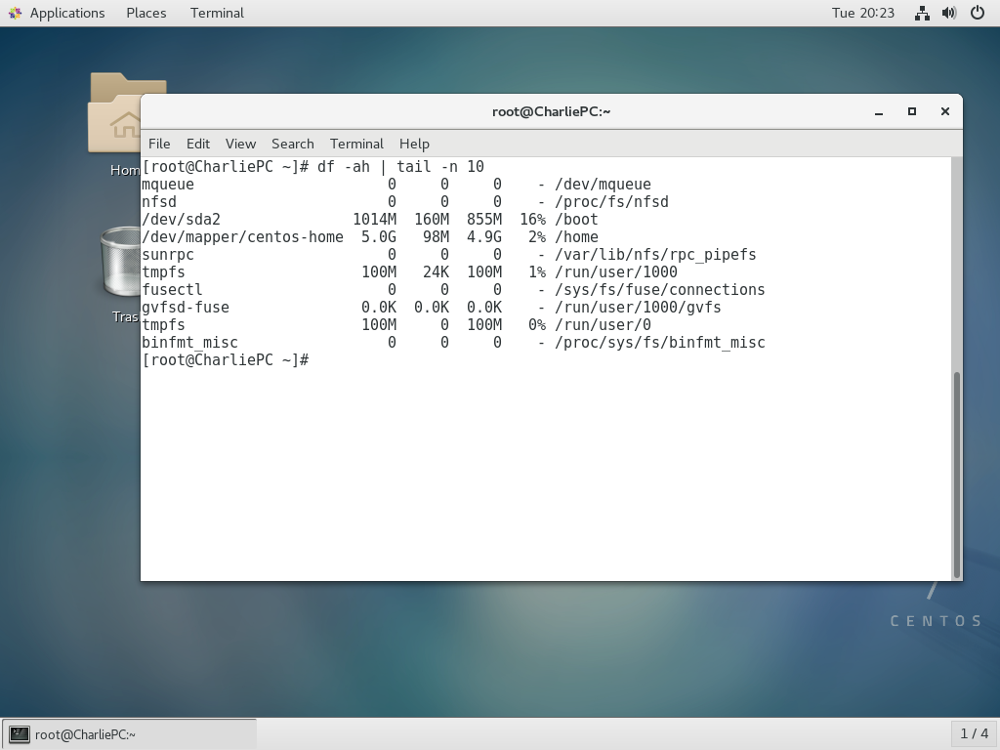 Applications Places Terminal Tue 20:23
root@CharliePC:~
File Edit View Search Terminal Help
[root@CharliePC ~]# df -ah | tail -n 10
mqueue 0 0 0 - /dev/mqueue
nfsd 0 0 0 - /proc/fs/nfsd
/dev/sda2 1014M 160M 855M 16% /boot
/dev/mapper/centos-home 5.0G 98M 4.9G 2% /home
sunrpc 0 0 0 - /var/lib/nfs/rpc_pipefs
tmpfs 100M 24K 100M 1% /run/user/1000
fusectl 0 0 0 - /sys/fs/fuse/connections
gvfsd-fuse 0.0K 0.0K 0.0K - /run/user/1000/gvfs
tmpfs 100M 0 100M 0% /run/user/0
binfmt_misc 0 0 0 - /proc/sys/fs/binfmt_misc
[root@CharliePC ~]#
Hom
Tras
CENTOS
root@CharliePC:~ 1 / 4